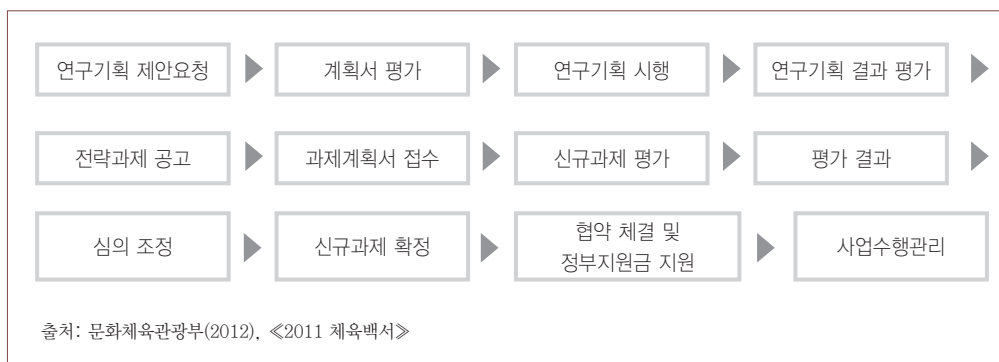 연구기획 제안요청
계획서 평가
연구기획 시행
연구기획 결과 평가
전략과제 공고
과제계획서 접수
신규과제 평가
평가 결과
심의 조정
신규과제 확정
협약 체결 및
정부지원금 지원
사업수행관리
출처: 문화체육관광부(2012), ≪2011 체육백서≫